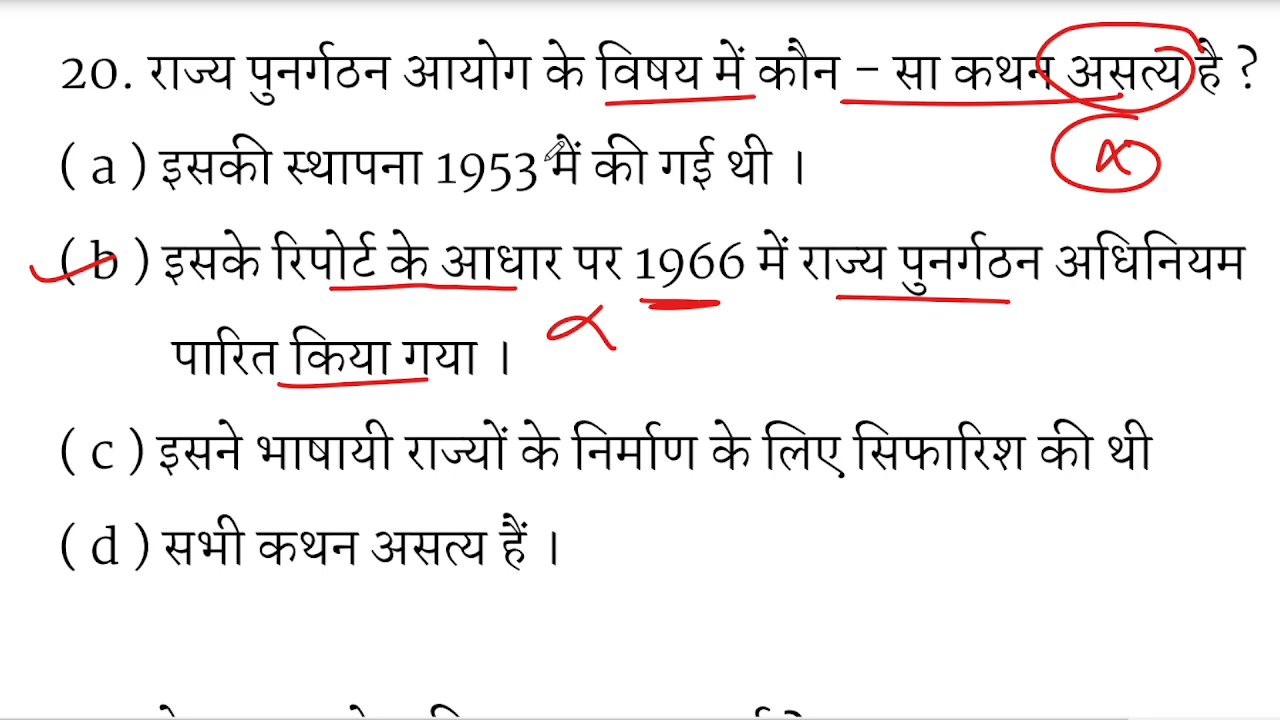 20. राज्य पुनर्गठन आयोग के विषय में कौन – सा कथन असत्य है ?
( a ) इसकी स्थापना 1953 में की गई थी ।
( b ) इसके रिपोर्ट के आधार पर 1966 में राज्य पुनर्गठन अधिनियम
पारित किया गया ।
( c ) इसने भाषायी राज्यों के निर्माण के लिए सिफारिश की थी
( d ) सभी कथन असत्य हैं ।